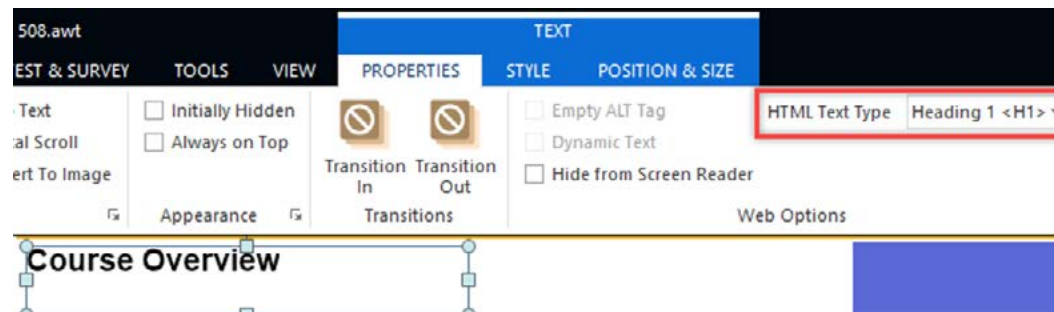 508.awt TEXT
EST & SURVEY TOOLS VIEW PROPERTIES STYLE POSITION & SIZE
Text Initially Hidden Empty ALT Tag HTML Text Type Heading 1 <H1>
al Scroll Always on Top Dynamic Text
ert To Image Transition In Transition Out Hide from Screen Reader
Appearance Transitions Web Options
Course Overview